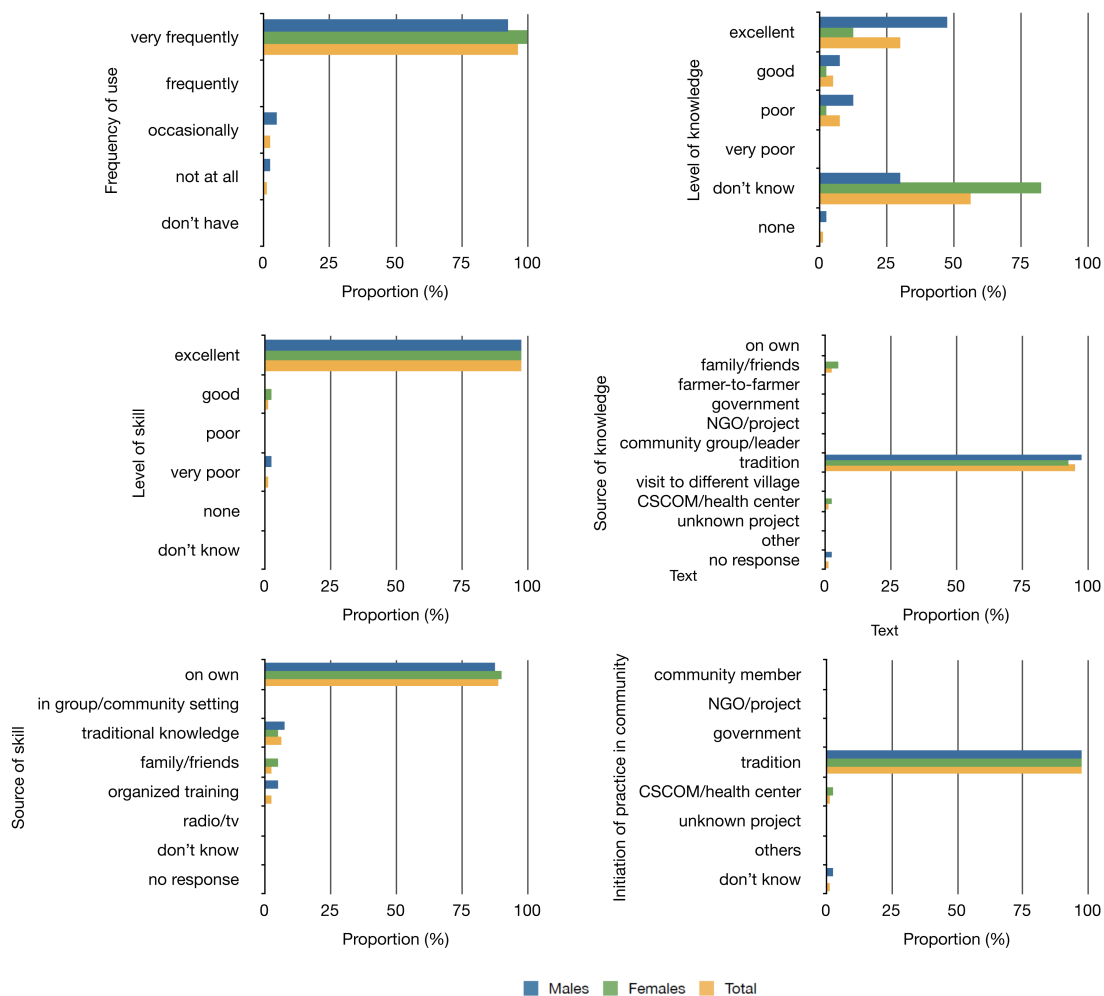 Frequency of use
very frequently
frequently
occasionally
not at all
don't have
0 25 50 75 100
Proportion (%)
Level of knowledge
excellent
good
poor
very poor
don't know
none
0 25 50 75 100
Proportion (%)
Level of skill
excellent
good
poor
very poor
none
don't know
0 25 50 75 100
Proportion (%)
Source of knowledge
on own
family/friends
farmer-to-farmer
government
NGO/project
community group/leader
tradition
visit to different village
CSCOM/health center
unknown project
other
no response
Text
0 25 50 75 100
Proportion (%)
Text
Source of skill
on own
in group/community setting
traditional knowledge
family/friends
organized training
radio/tv
don't know
no response
0 25 50 75 100
Proportion (%)
Initiation of practice in community
community member
NGO/project
government
tradition
CSCOM/health center
unknown project
others
don't know
0 25 50 75 100
Proportion (%)
Males Females Total